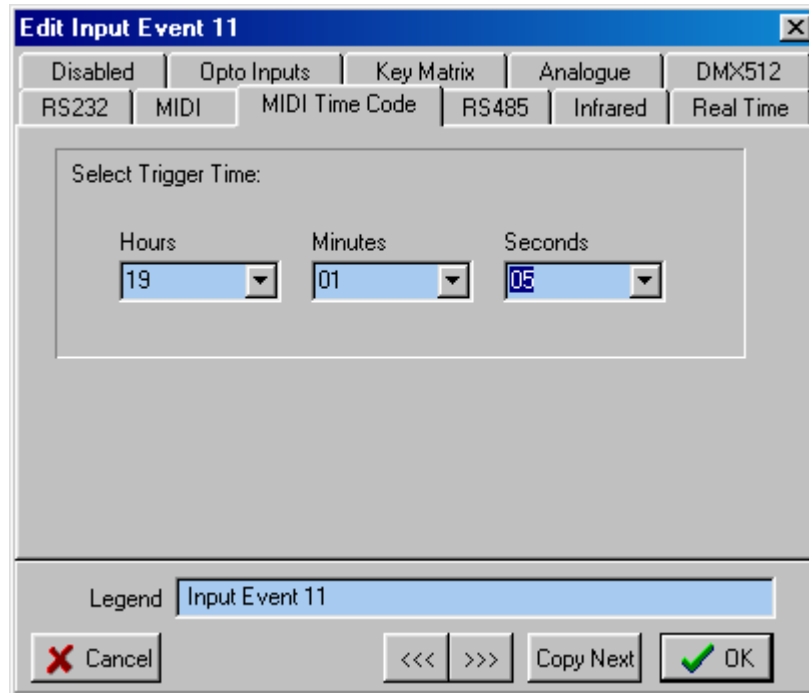 Edit Input Event 11
Disabled Opto Inputs Key Matrix Analogue DMX512
RS232 MIDI MIDI Time Code RS485 Infrared Real Time
Select Trigger Time:
Hours Minutes Seconds
19 01 05
Legend Input Event 11
Cancel <<< >>> Copy Next OK